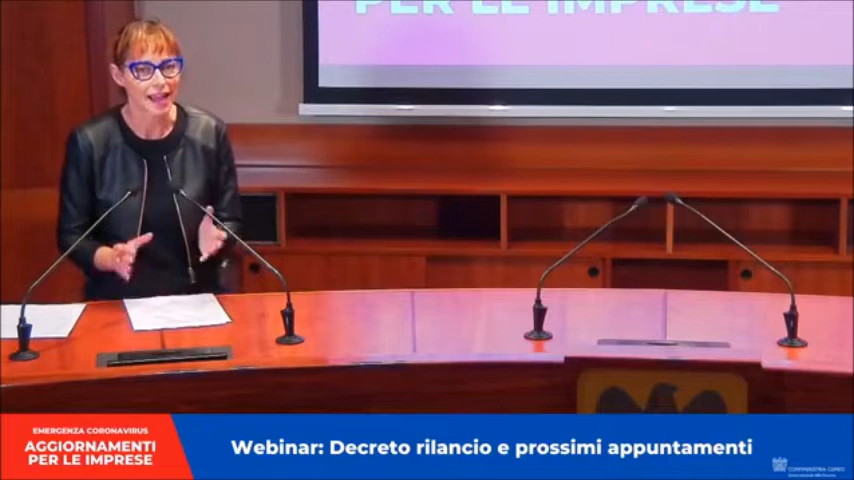 PER LE IMPRESE
EMERGENZA CORONAVIRUS
AGGIORNAMENTI
PER LE IMPRESE
Webinar: Decreto rilancio e prossimi appuntamenti
CONFINDUSTRIA CUNEO